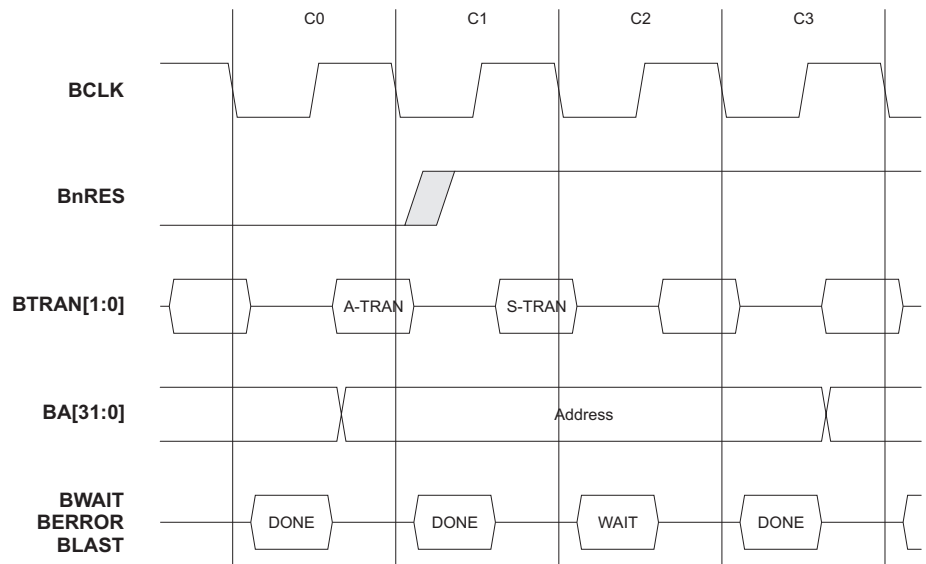 C0 C1 C2 C3
BCLK
BnRES
BTRAN[1:0] A-TRAN S-TRAN
BA[31:0] Address
BWAIT
BERROR DONE DONE WAIT DONE
BLAST